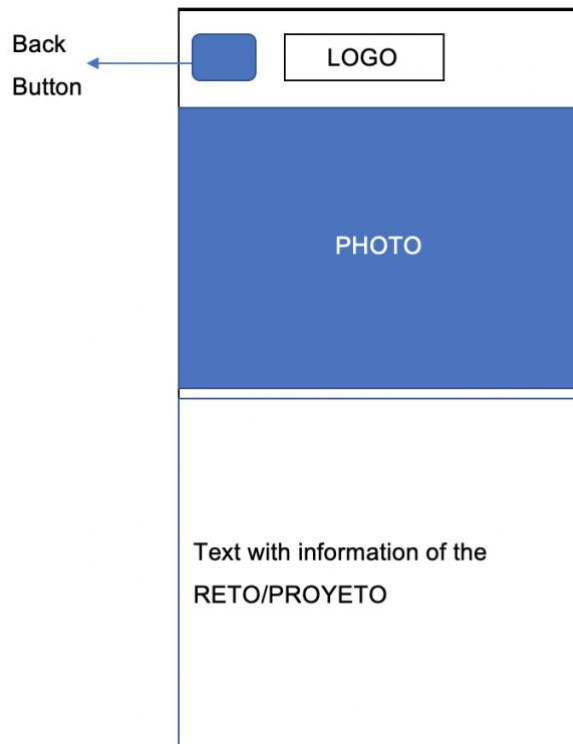 Back
Button
LOGO
PHOTO
Text with information of the
RETO/PROYETO